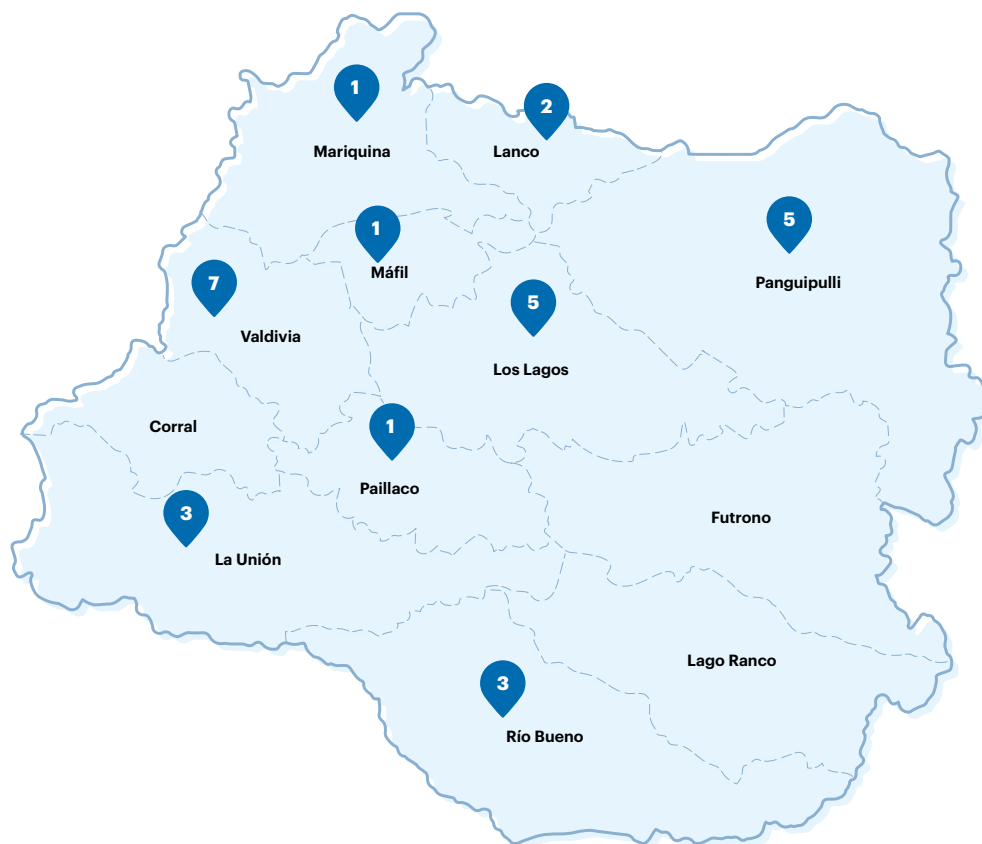 1
Mariquina
2
Lanco
5
Panguipulli
1
Máfil
7
Valdivia
5
Los Lagos
Corral
1
Paillaco
3
La Unión
Futrono
Lago Ranco
3
Río Bueno